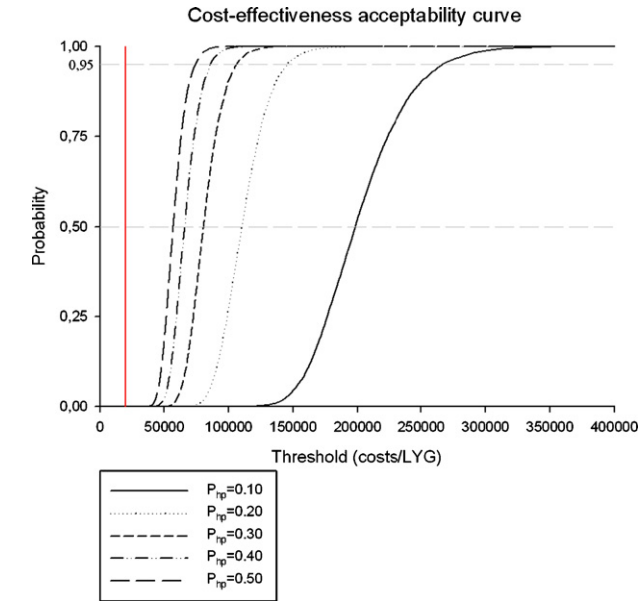 Cost-effectiveness acceptability curve
1,00
0,95
0,75
0,50
0,25
0,00
Probability
0 50000 100000 150000 200000 250000 300000 350000 400000
Threshold (costs/LYG)
Php=0.10
Php=0.20
Php=0.30
Php=0.40
Php=0.50